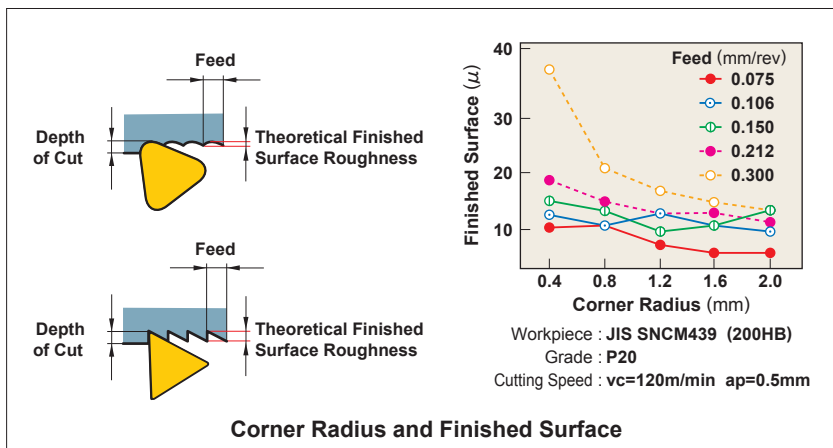 Feed
Depth
of Cut
Theoretical Finished
Surface Roughness
Feed
Depth
of Cut
Theoretical Finished
Surface Roughness
Finished Surface (μ)
40
30
20
10
Feed (mm/rev)
0.075
0.106
0.150
0.212
0.300
0.4 0.8 1.2 1.6 2.0
Corner Radius (mm)
Workpiece : JIS SNCM439 (200HB)
Grade : P20
Cutting Speed : vc=120m/min ap=0.5mm
Corner Radius and Finished Surface